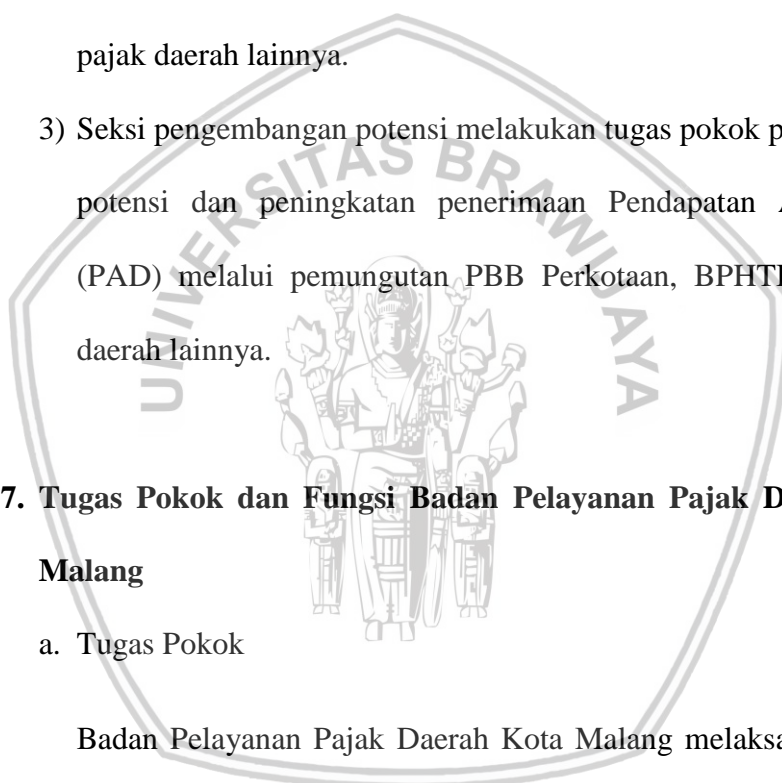 pajak daerah lainnya.
3) Seksi pengembangan potensi melakukan tugas pokok
potensi dan peningkatan penerimaan Pendapatan
(PAD) melalui pemungutan PBB Perkotaan,
daerah lainnya.
7. Tugas Pokok dan Fungsi Badan Pelayanan Pajak
Malang
a. Tugas Pokok
Badan Pelayanan Pajak Daerah Kota Malang
UNIVERSITAS BRAWIJAYA